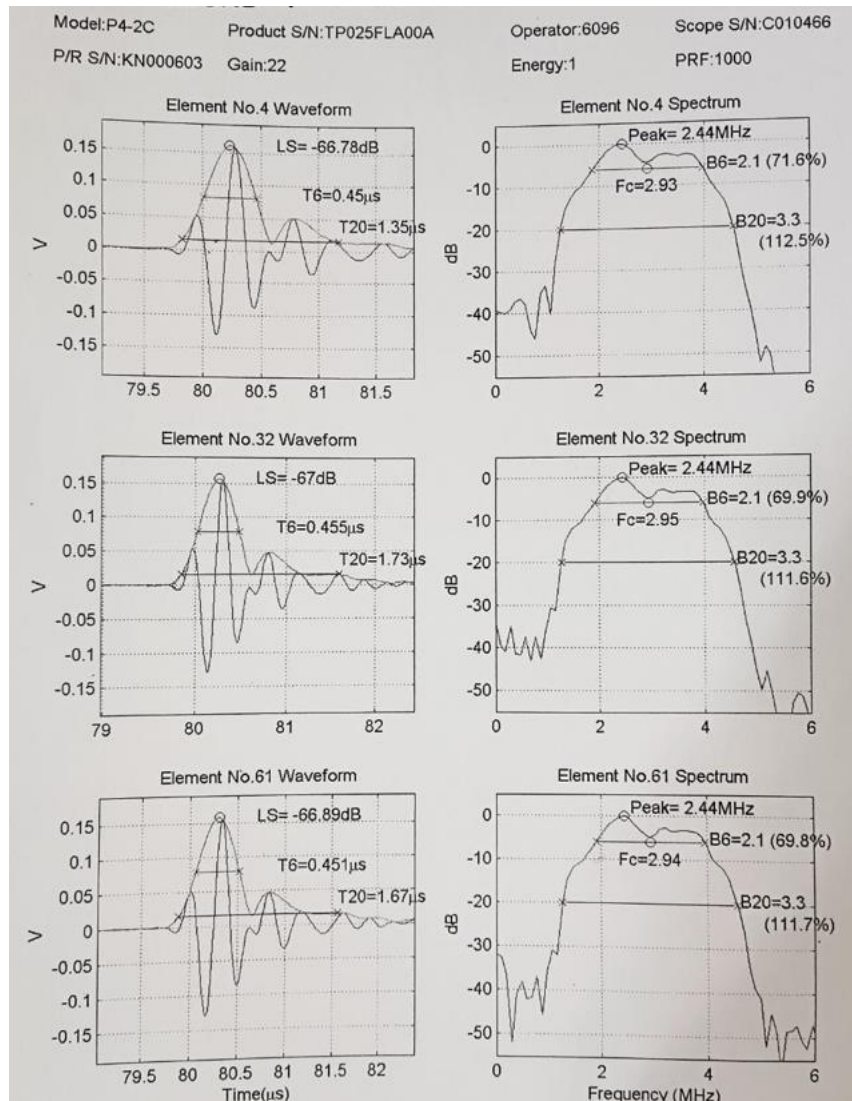 Model:P4-2C Product S/N:TP025FLA00A Operator:6096 Scope S/N:C010466
P/R S/N:KN000603 Gain:22 Energy:1 PRF:1000
Element No.4 Waveform
LS= -66.78dB
T6=0.45µs
T20=1.35µs
V
0.15
0.1
0.05
0
-0.05
-0.1
-0.15
79.5 80 80.5 81 81.5
Element No.4 Spectrum
Peak= 2.44MHz
B6=2.1 (71.6%)
Fc=2.93
B20=3.3
(112.5%)
dB
0
-10
-20
-30
-40
-50
0 2 4 6
Element No.32 Waveform
LS= -67dB
T6=0.455µs
T20=1.73µs
V
0.15
0.1
0.05
0
-0.05
-0.1
-0.15
79 80 81 82
Element No.32 Spectrum
Peak= 2.44MHz
B6=2.1 (69.9%)
Fc=2.95
B20=3.3
(111.6%)
dB
0
-10
-20
-30
-40
-50
0 2 4 6
Element No.61 Waveform
LS= -66.89dB
T6=0.451µs
T20=1.67µs
V
0.15
0.1
0.05
0
-0.05
-0.1
-0.15
79.5 80 80.5 81 81.5 82
Time(µs)
Element No.61 Spectrum
Peak= 2.44MHz
B6=2.1 (69.8%)
Fc=2.94
B20=3.3
(111.7%)
dB
0
-10
-20
-30
-40
-50
0 2 4 6
Frequency (MHz)